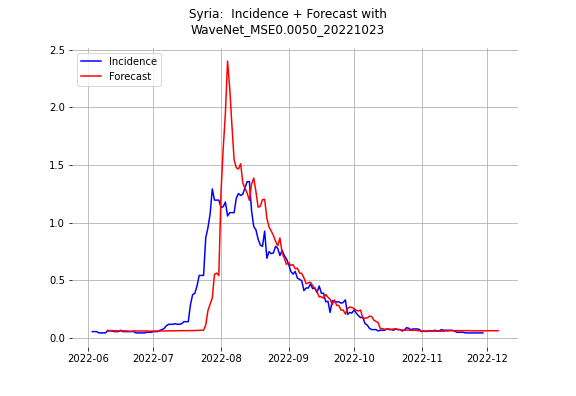 Syria:  Incidence + Forecast with
WaveNet_MSE0.0050_20221023
2.5
Incidence
Forecast
2.0
1.5
1.0
0.5
0.0
2022-06 2022-07 2022-08 2022-09 2022-10 2022-11 2022-12